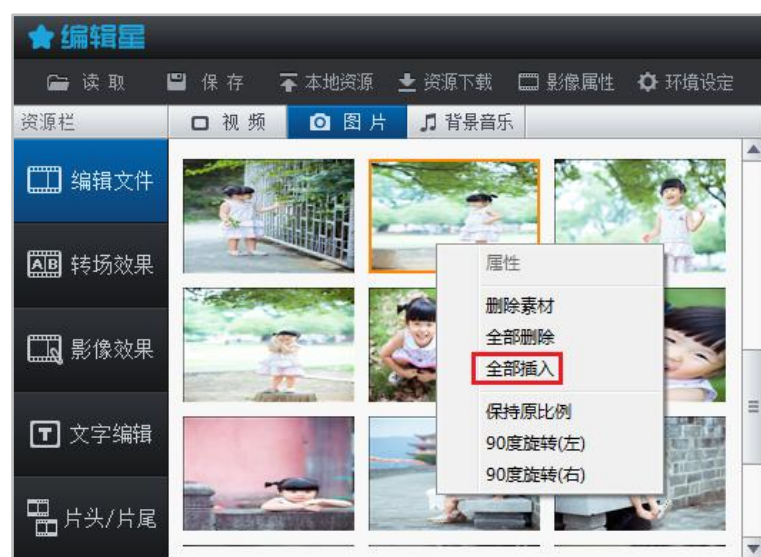 编辑星
读取 保存 本地资源 资源下载 影像属性 环境设定
资源栏 视频 图片 背景音乐
编辑文件
AB 转场效果
影像效果
T 文字编辑
片头/片尾
属性
删除素材
全部删除
全部插入
保持原比例
90度旋转(左)
90度旋转(右)